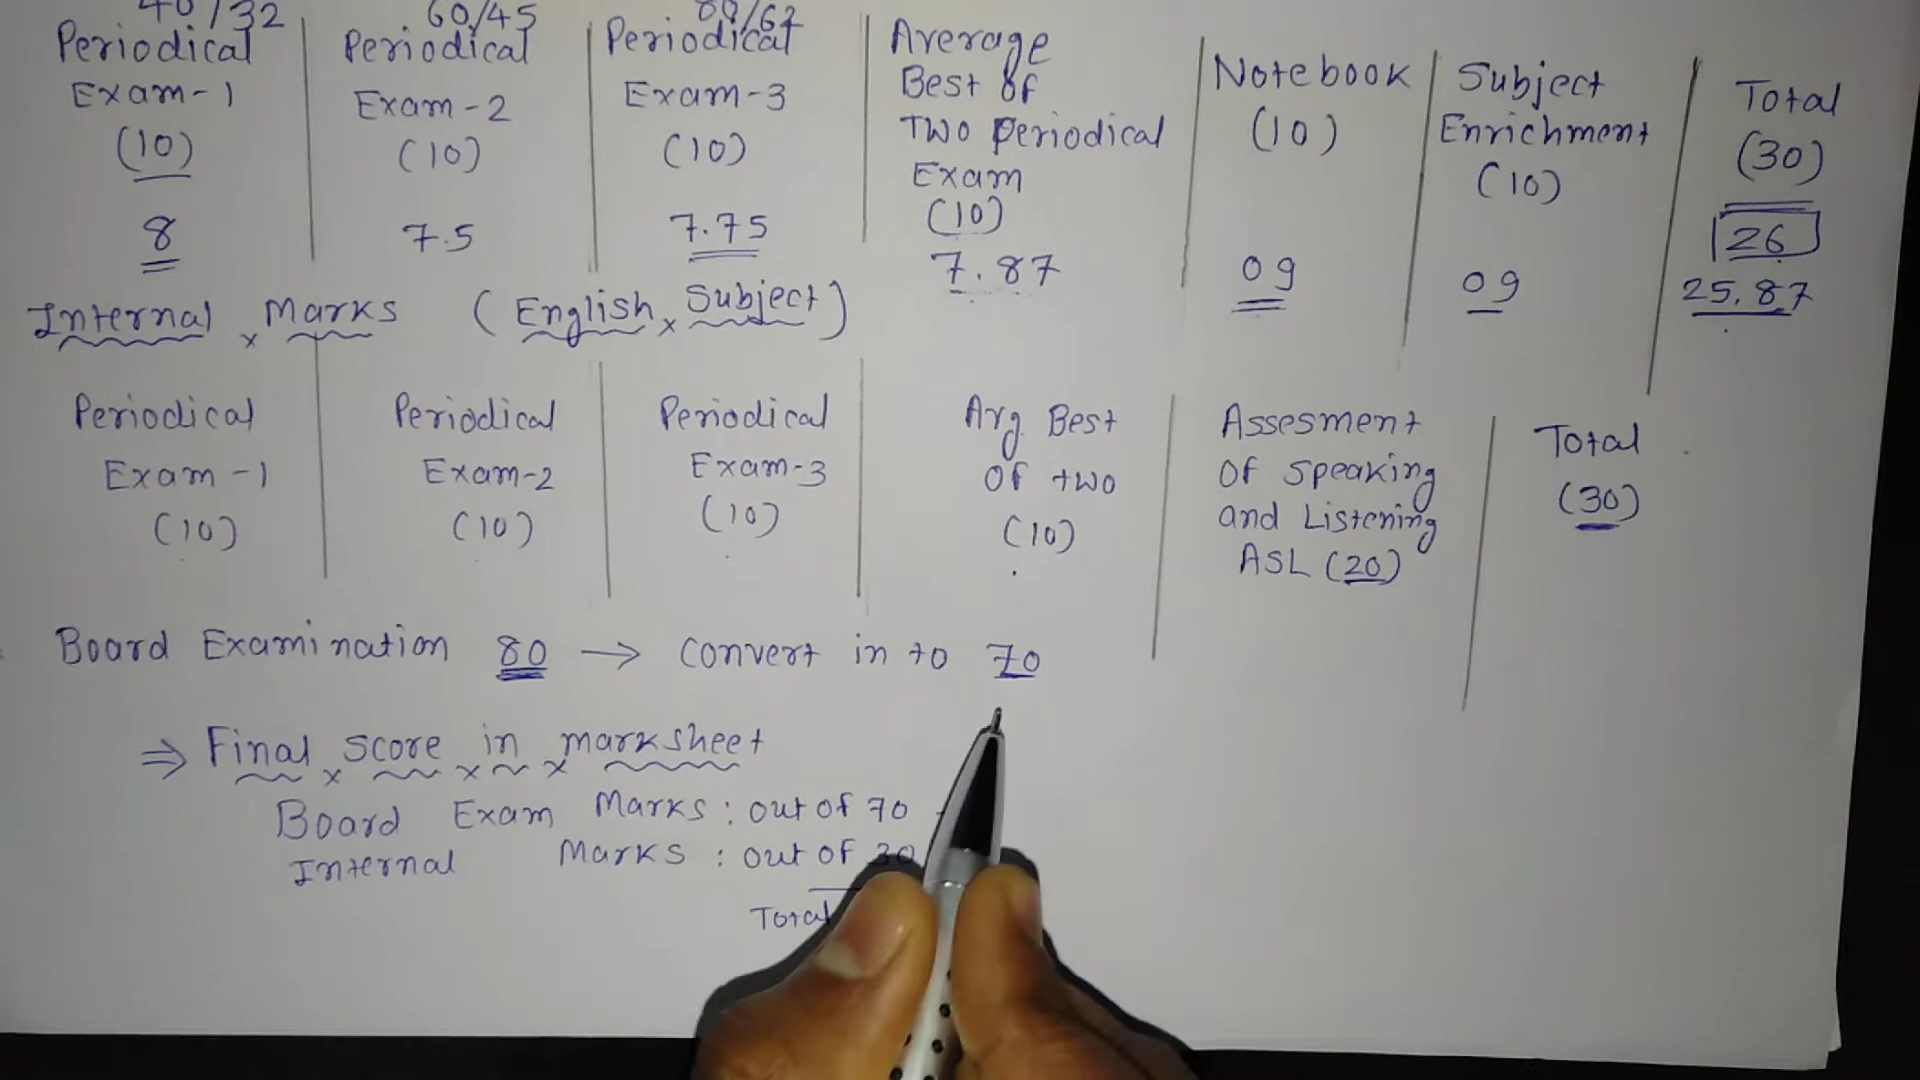 40/32 60/45 80/62
Periodical Exam-1 (10) 8
Periodical Exam-2 (10) 7.5
Periodical Exam-3 (10) 7.75
Average Best of Two Periodical Exam (10) 7.87
Notebook (10) 09
Subject Enrichment (10) 09
Total (30) 26 25.87
Internal Marks (English Subject)
Periodical Exam-1 (10)
Periodical Exam-2 (10)
Periodical Exam-3 (10)
Avg. Best of two (10)
Assesment of speaking and Listening ASL (20)
Total (30)
Board Examination 80 → convert in to 70
⇒ Final score in marksheet
Board Exam Marks : out of 70
Internal Marks : out of 30
Total